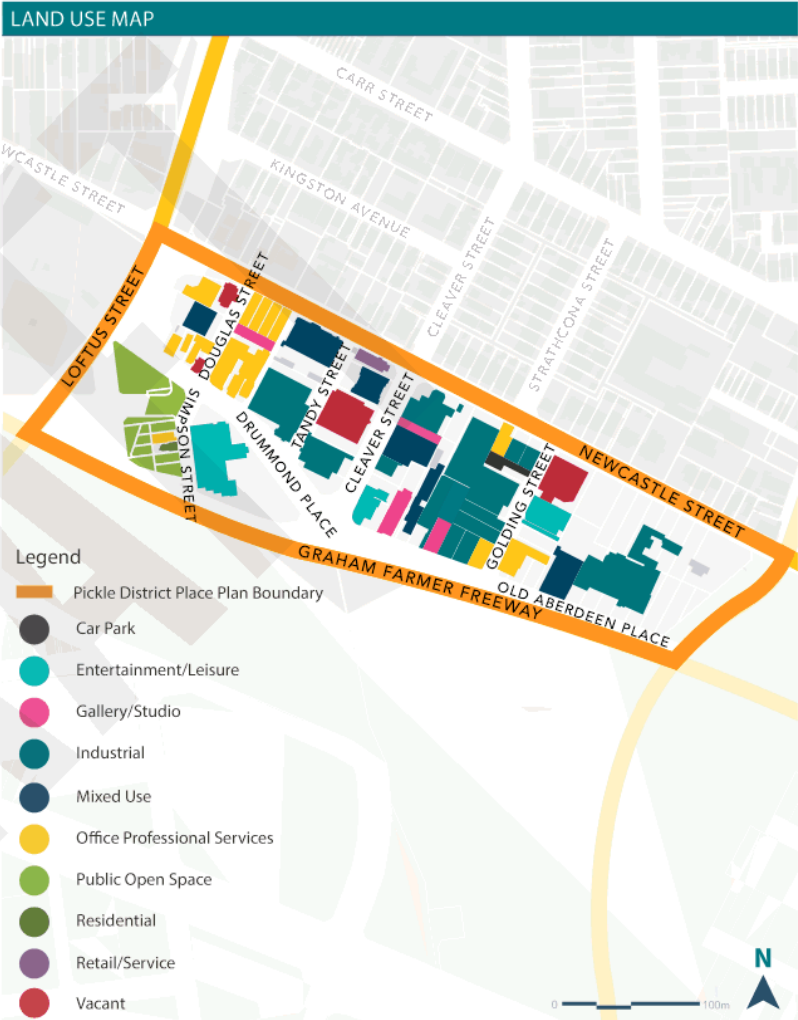 LAND USE MAP
CARR STREET
WCASTLE STREET
KINGSTON AVENUE
CLEAVER STREET
STRATHCONA STREET
LOFTUS STREET
DOUGLAS STREET
SIMPSON STREET
DRUMMOND PLACE
TANDY STREET
CLEAVER STREET
GOLDING STREET
NEWCASTLE STREET
GRAHAM FARMER FREEWAY
OLD ABERDEEN PLACE
Legend
Pickle District Place Plan Boundary
Car Park
Entertainment/Leisure
Gallery/Studio
Industrial
Mixed Use
Office Professional Services
Public Open Space
Residential
Retail/Service
Vacant
N
0 100m